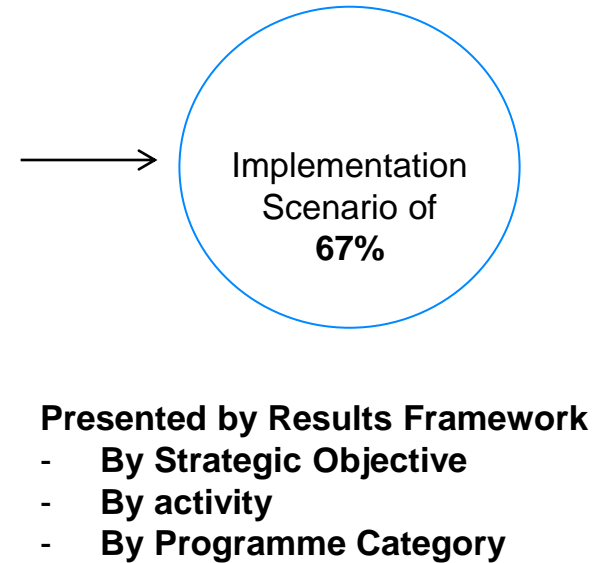 Implementation
Scenario of
67%
Presented by Results Framework
- By Strategic Objective
- By activity
- By Programme Category